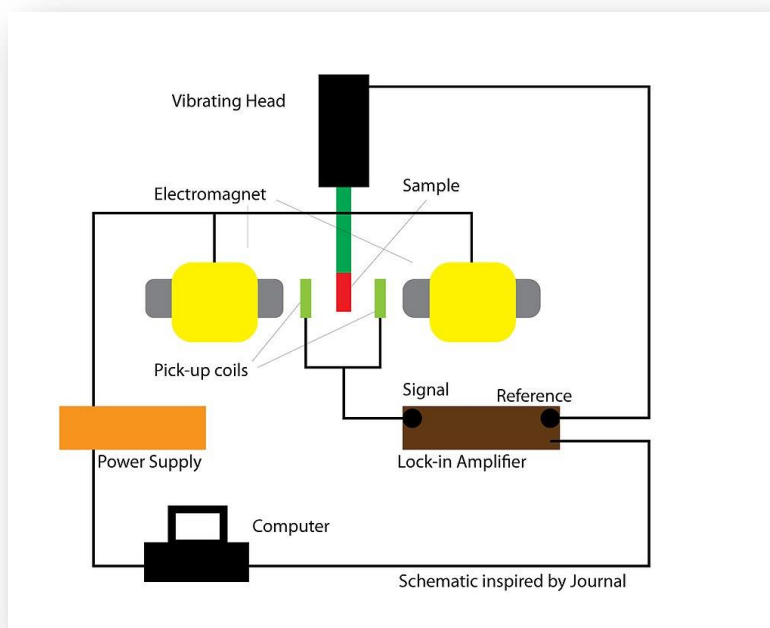 Vibrating Head
Electromagnet
Sample
Pick-up coils
Signal
Reference
Power Supply
Lock-in Amplifier
Computer
Schematic inspired by Journal